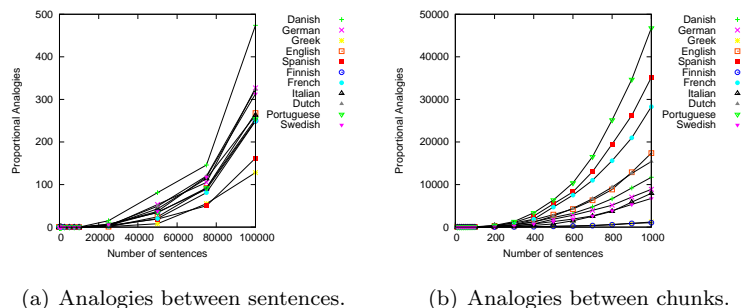 500
400
300
200
100
0
Proportional Analogies
0 20000 40000 60000 80000 100000
Number of sentences
Danish
German
Greek
English
Spanish
Finnish
French
Italian
Dutch
Portuguese
Swedish
(a) Analogies between sentences.
50000
40000
30000
20000
10000
0
Proportional Analogies
0 200 400 600 800 1000
Number of sentences
Danish
German
Greek
English
Spanish
Finnish
French
Italian
Dutch
Portuguese
Swedish
(b) Analogies between chunks.